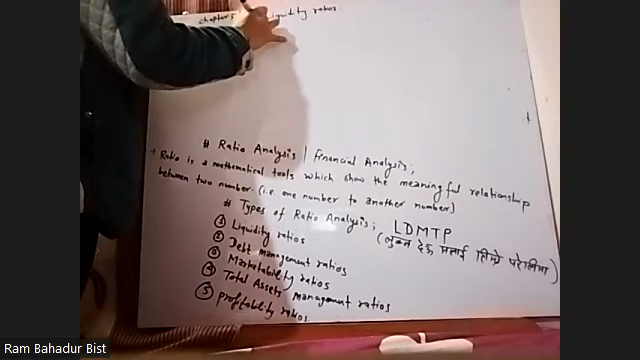 chapter 5 liquidity ratios.
# Ratio Analysis | Financial Analysis;
+ Ratio is a mathematical tools which show the meaningful relationship
between two number. (i.e. one number to another number)
# Types of Ratio Analysis; LDMTP
① Liquidity ratios
② Debt management ratios
③ Marketability ratios
④ Total Assets management ratios
⑤ profitability ratios.
देऊ मलाई तिम्रो
Ram Bahadur Bist